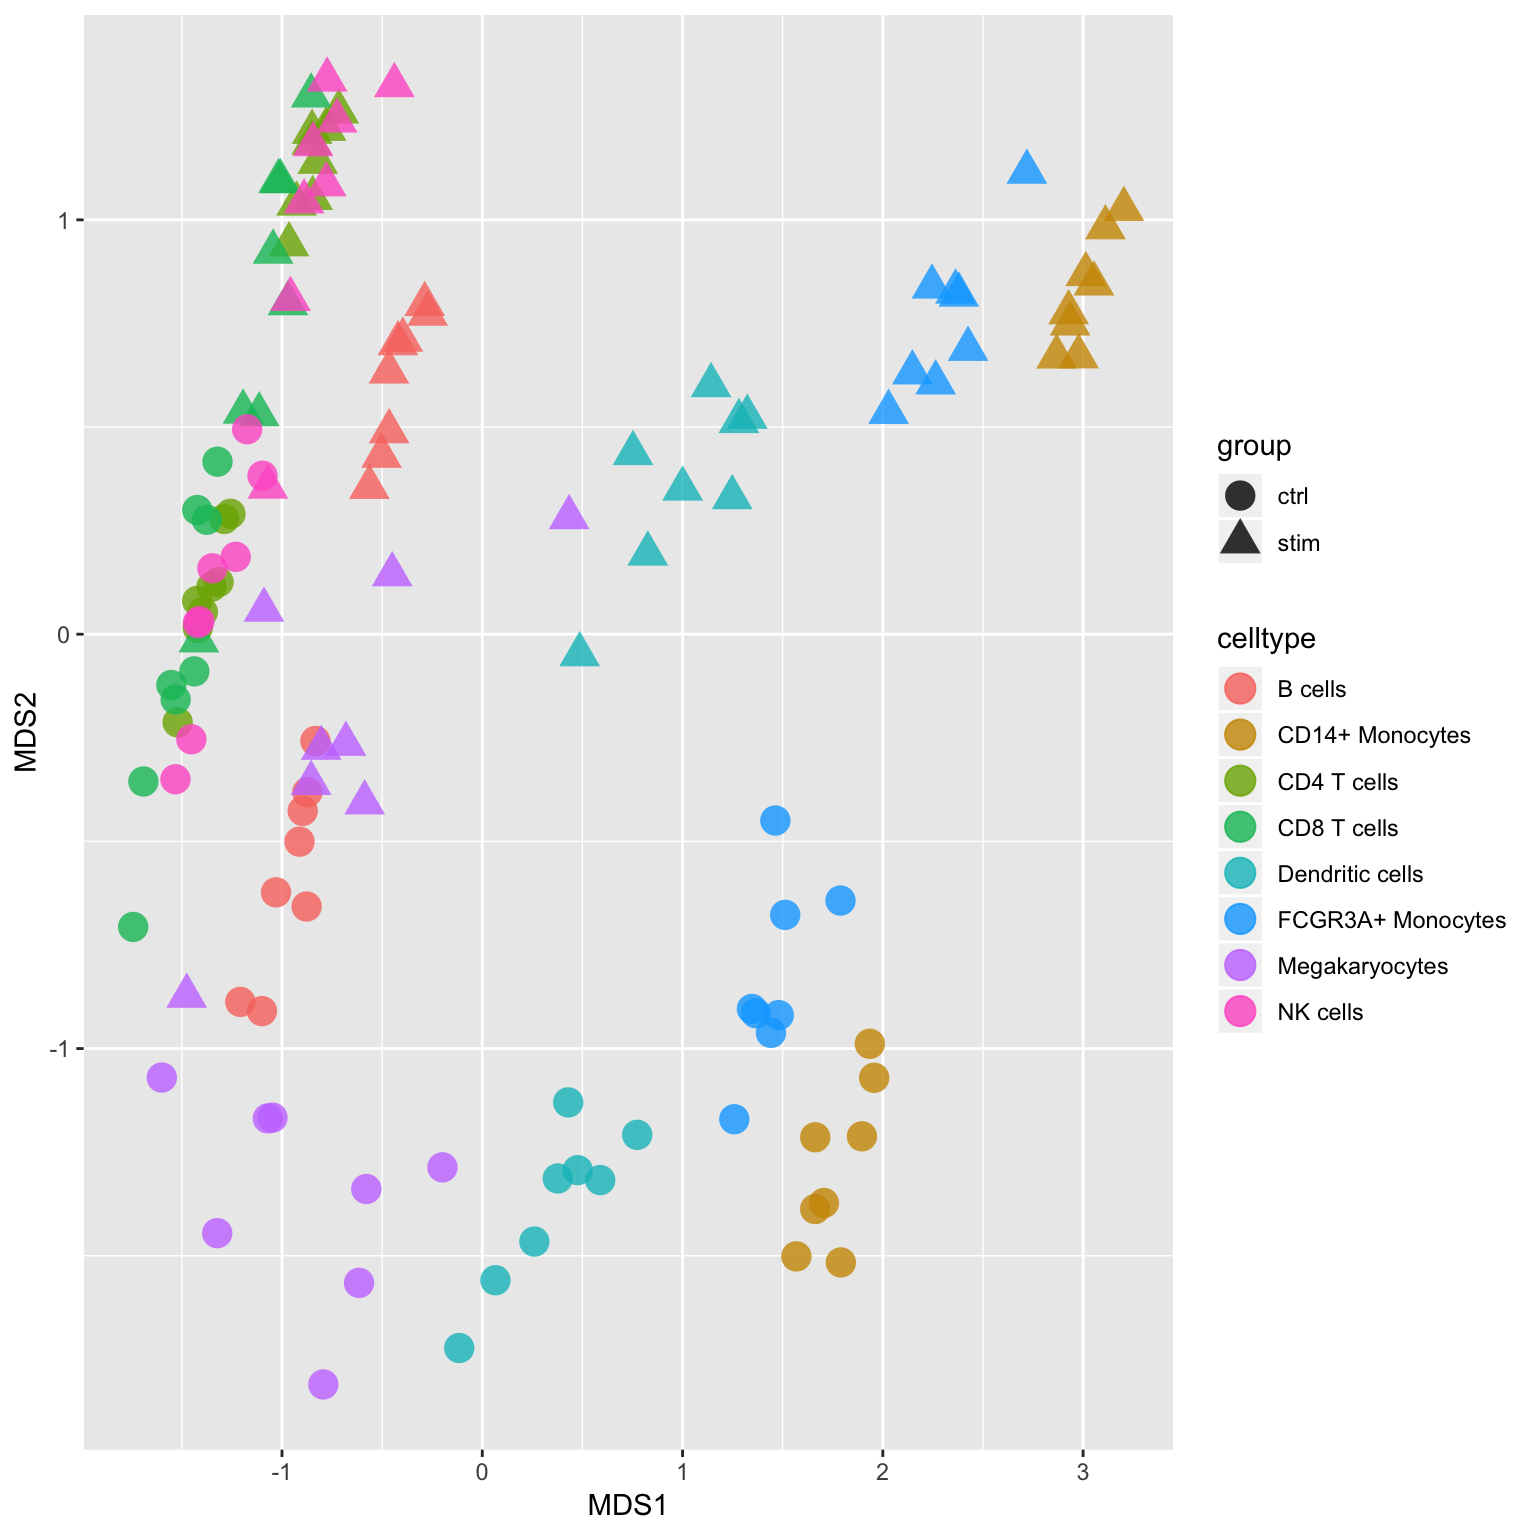 1
0
-1
MDS2
-1
0
1
2
3
MDS1
group
ctrl
stim
celltype
B cells
CD14+ Monocytes
CD4 T cells
CD8 T cells
Dendritic cells
FCGR3A+ Monocytes
Megakaryocytes
NK cells